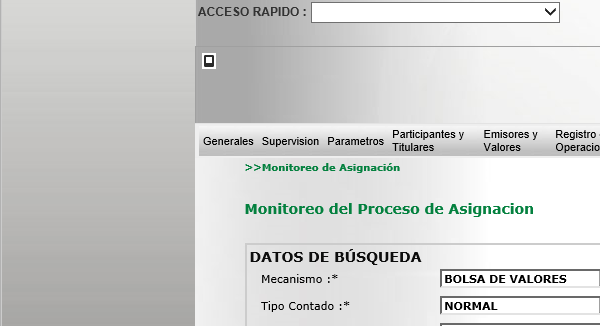 ACCESO RAPIDO :
Generales Supervision Parametros Participantes y Titulares Emisores y Valores Registro Operacio
>>Monitoreo de Asignación
Monitoreo del Proceso de Asignacion
DATOS DE BÚSQUEDA
Mecanismo :* BOLSA DE VALORES
Tipo Contado :* NORMAL